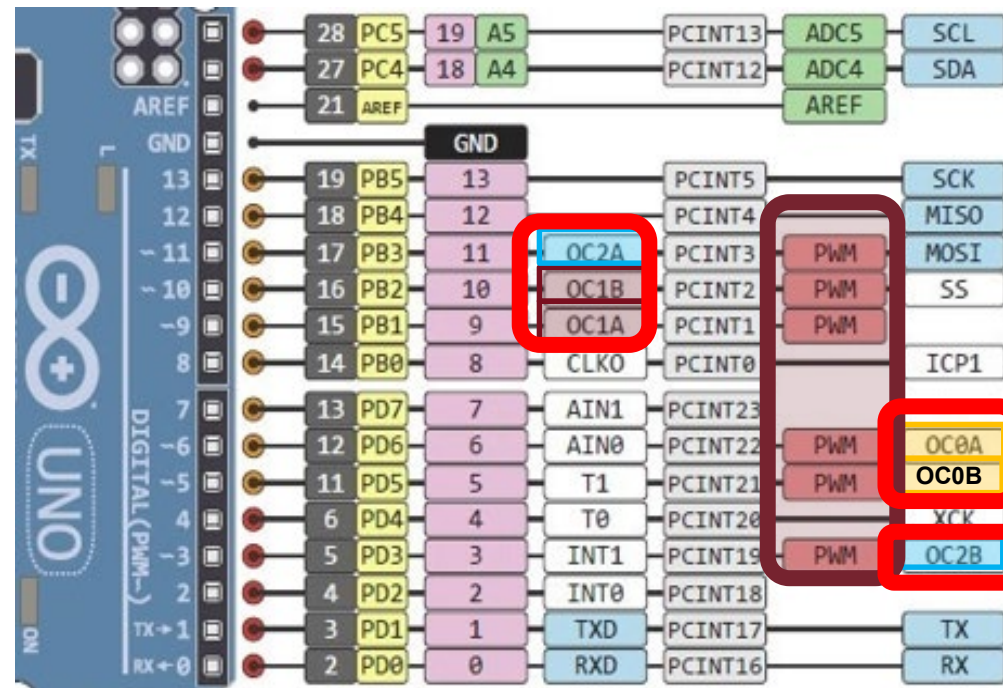 28 PC5 19 A5 PCINT13 ADC5 SCL
27 PC4 18 A4 PCINT12 ADC4 SDA
AREF 21 AREF AREF
GND GND
13 19 PB5 13 PCINT5 SCK
12 18 PB4 12 PCINT4 MISO
~11 17 PB3 11 OC2A PCINT3 PWM MOSI
~10 16 PB2 10 OC1B PCINT2 PWM SS
~9 15 PB1 9 OC1A PCINT1 PWM
8 14 PB0 8 CLKO PCINT0 ICP1
7 13 PD7 7 AIN1 PCINT23
~6 12 PD6 6 AIN0 PCINT22 PWM OC0A
~5 11 PD5 5 T1 PCINT21 PWM OC0B
4 6 PD4 4 T0 PCINT20 XCK
~3 5 PD3 3 INT1 PCINT19 PWM OC2B
2 4 PD2 2 INT0 PCINT18
TX→1 3 PD1 1 TXD PCINT17 TX
RX←0 2 PD0 0 RXD PCINT16 RX
TX
L
DIGITAL (PWM~)
UNO
ON